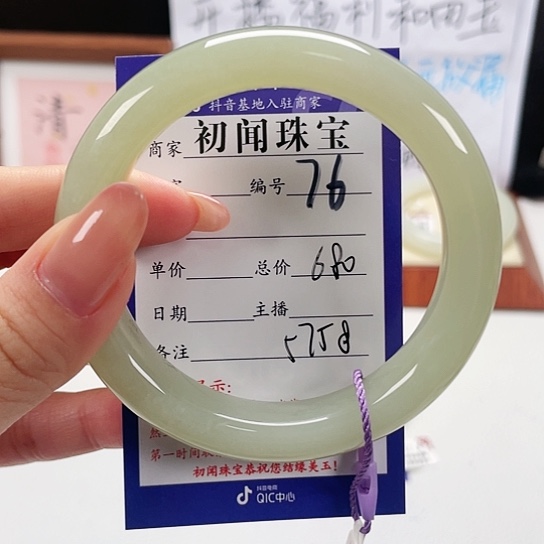 开播福利和田玉
清
抖音基地入驻商家
商家 初闻珠宝
编号 76
单价 总价 680
日期 主播
备注 5758
示:
第一时间联
初闻珠宝恭祝您结缘美玉!
抖音电商
QIC中心